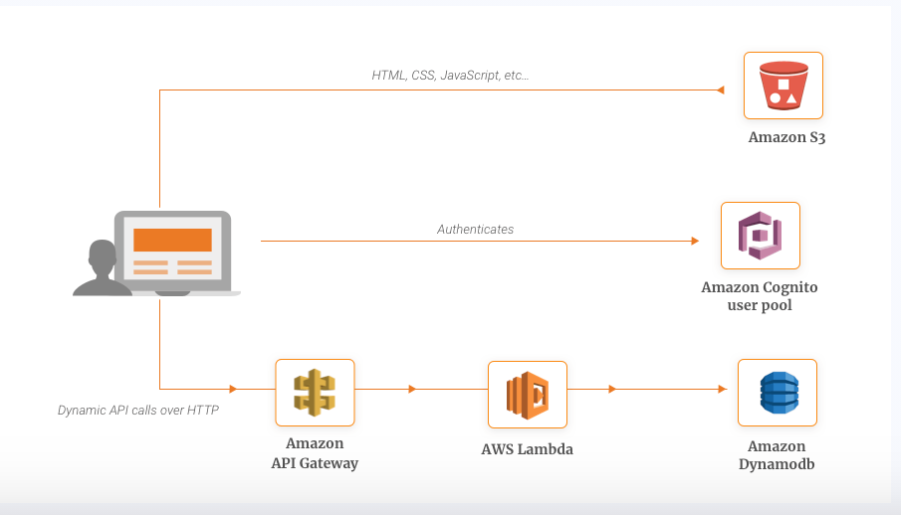 HTML, CSS, JavaScript, etc...
Amazon S3
Authenticates
Amazon Cognito
user pool
Dynamic API calls over HTTP
Amazon
API Gateway
AWS Lambda
Amazon
Dynamodb